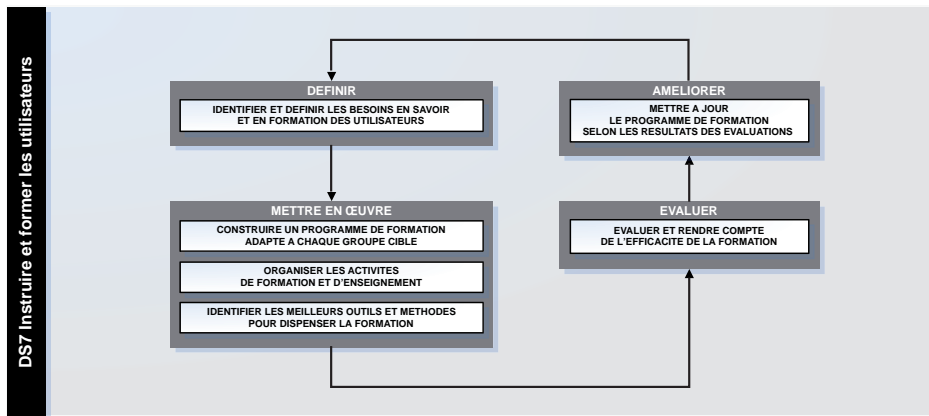 DS7 Instruire et former les utilisateurs
DEFINIR
IDENTIFIER ET DEFINIR LES BESOINS EN SAVOIR
ET EN FORMATION DES UTILISATEURS
METTRE EN ŒUVRE
CONSTRUIRE UN PROGRAMME DE FORMATION
ADAPTE A CHAQUE GROUPE CIBLE
ORGANISER LES ACTIVITES
DE FORMATION ET D'ENSEIGNEMENT
IDENTIFIER LES MEILLEURS OUTILS ET METHODES
POUR DISPENSER LA FORMATION
EVALUER
EVALUER ET RENDRE COMPTE
DE L'EFFICACITE DE LA FORMATION
AMELIORER
METTRE A JOUR
LE PROGRAMME DE FORMATION
SELON LES RESULTATS DES EVALUATIONS